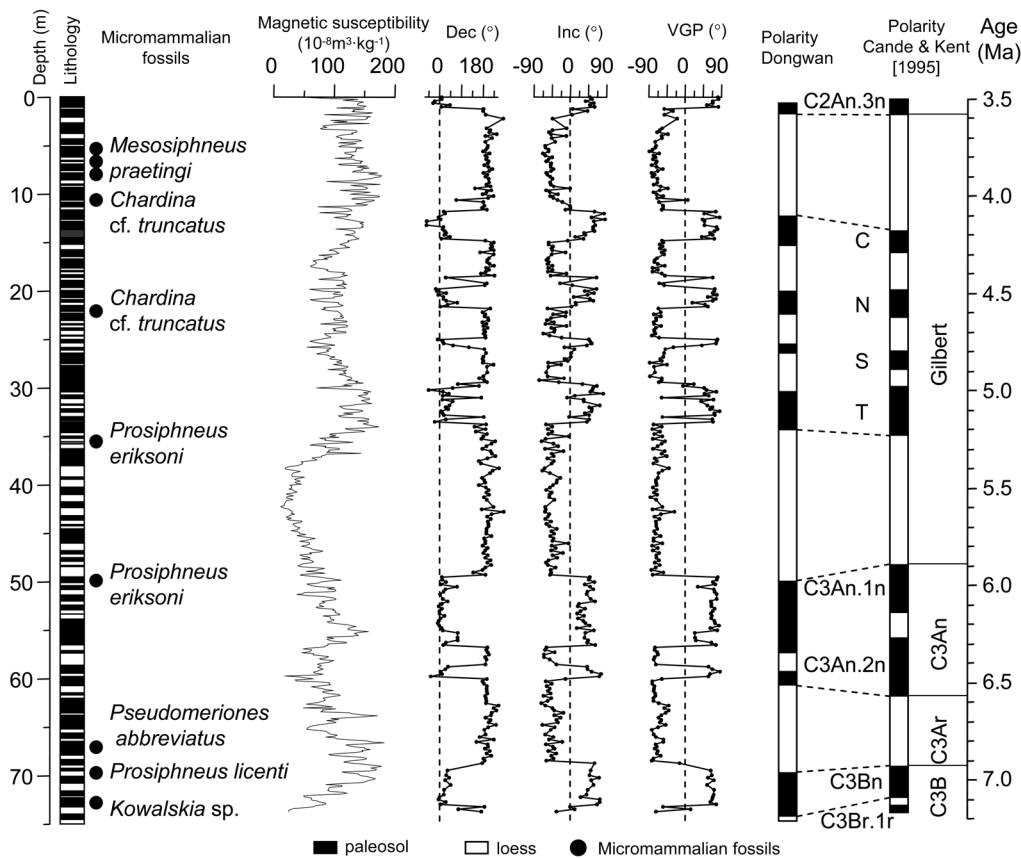 Depth (m)
Lithology
Micromammalian
fossils
Magnetic susceptibility
(10⁻⁸m³·kg⁻¹)
0 100 200
Dec (°)
0 180
Inc (°)
-90 0 90
VGP (°)
-90 0 90
Polarity
Dongwan
Polarity
Cande & Kent
[1995]
Age
(Ma)
0
10
20
30
40
50
60
70
Mesosiphneus
praetingi
Chardina
cf. truncatus
Chardina
cf. truncatus
Prosiphneus
eriksoni
Prosiphneus
eriksoni
Pseudomeriones
abbreviatus
Prosiphneus licenti
Kowalskia sp.
C2An.3n
C
N
S
T
C3An.1n
C3An.2n
C3Bn
C3Br.1r
Gilbert
C3An
C3Ar
C3B
3.5
4.0
4.5
5.0
5.5
6.0
6.5
7.0
paleosol
loess
Micromammalian fossils